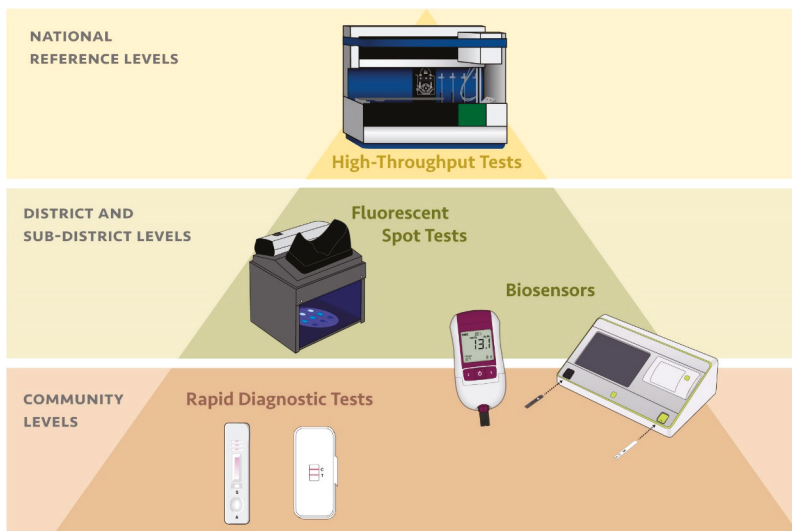 NATIONAL
REFERENCE LEVELS
High-Throughput Tests
DISTRICT AND
SUB-DISTRICT LEVELS
Fluorescent
Spot Tests
Biosensors
13.1
COMMUNITY
LEVELS
Rapid Diagnostic Tests
C
T
S
A